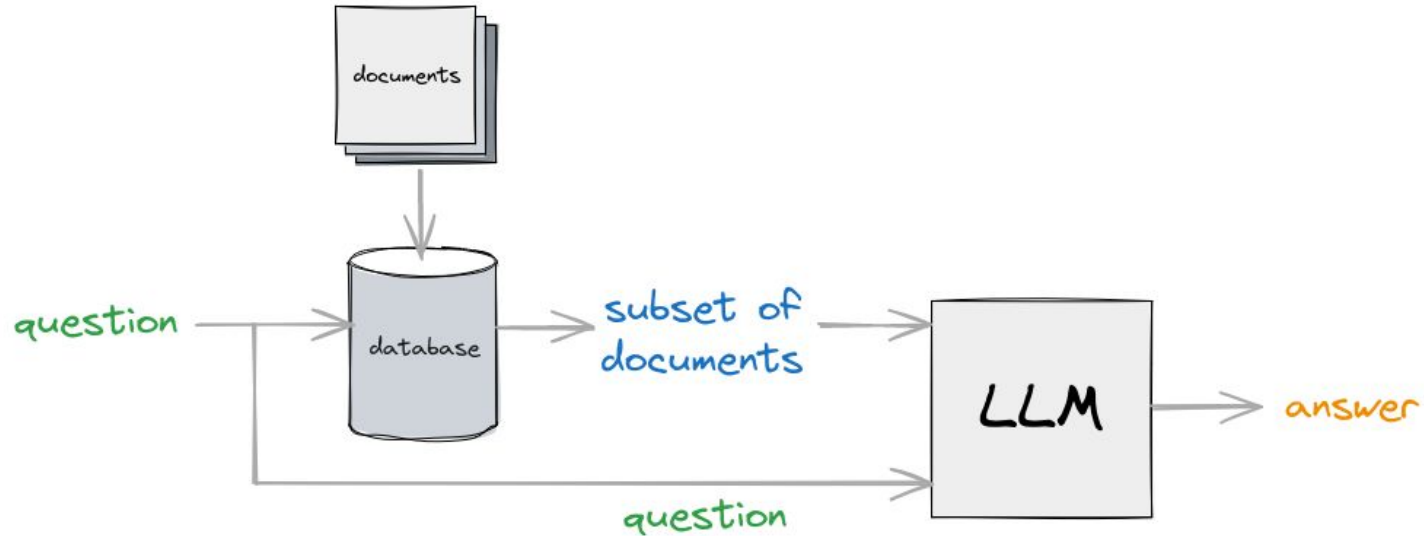 documents
question
database
subset of
documents
LLM
answer
question